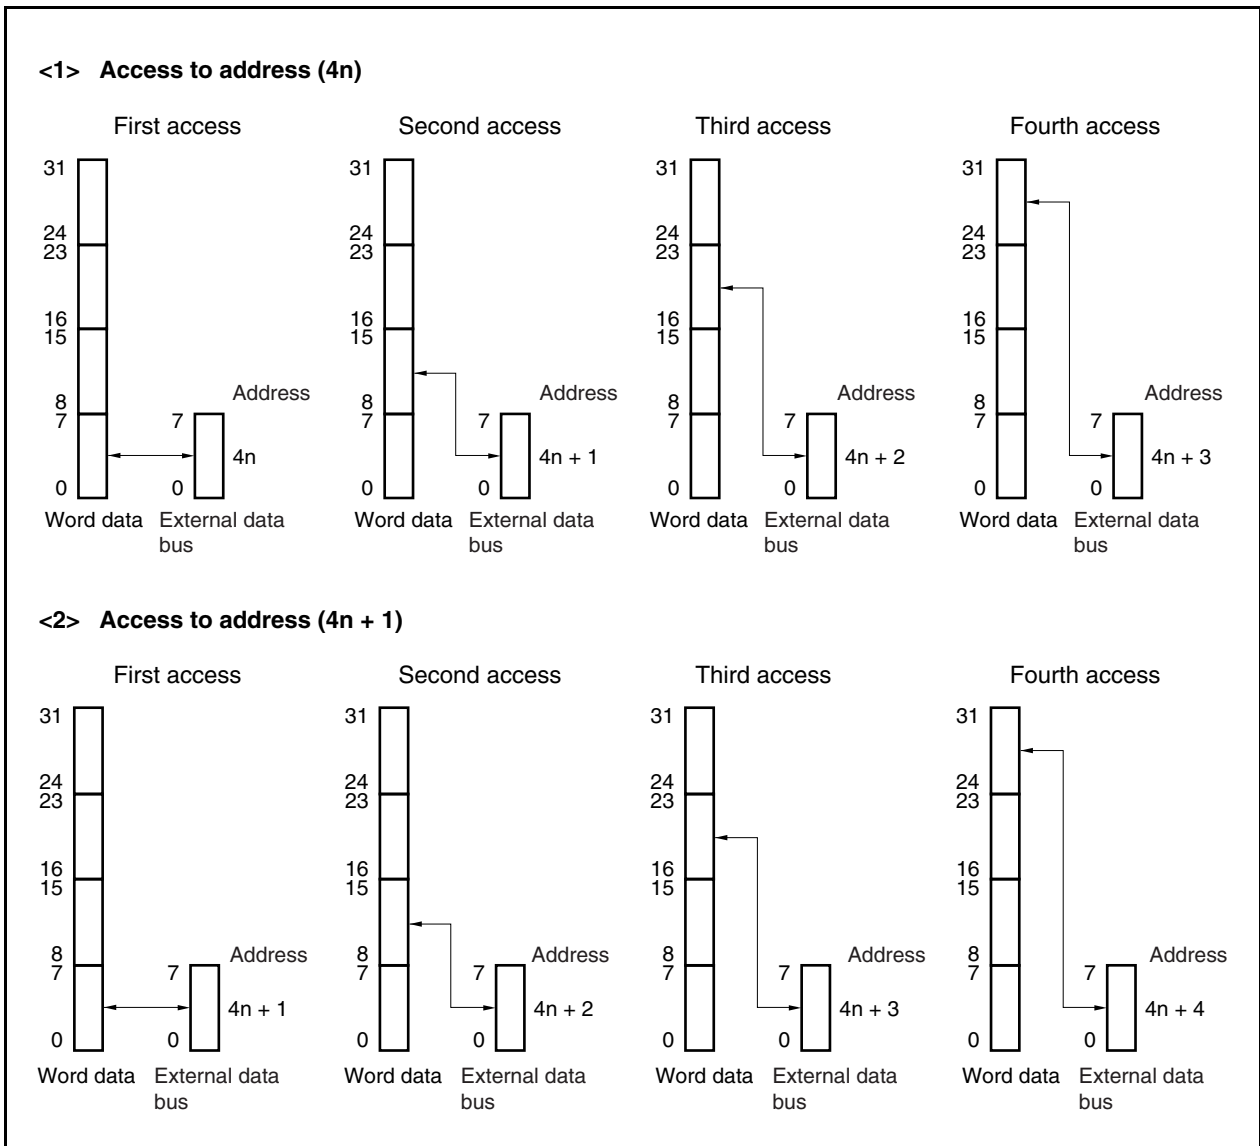 <1> Access to address (4n)
First access
Second access
Third access
Fourth access
31
24
23
16
15
8
7
0
Address
7
4n
0
Word data
External data
bus
31
24
23
16
15
8
7
0
Address
7
4n + 1
0
Word data
External data
bus
31
24
23
16
15
8
7
0
Address
7
4n + 2
0
Word data
External data
bus
31
24
23
16
15
8
7
0
Address
7
4n + 3
0
Word data
External data
bus
<2> Access to address (4n + 1)
First access
Second access
Third access
Fourth access
31
24
23
16
15
8
7
0
Address
7
4n + 1
0
Word data
External data
bus
31
24
23
16
15
8
7
0
Address
7
4n + 2
0
Word data
External data
bus
31
24
23
16
15
8
7
0
Address
7
4n + 3
0
Word data
External data
bus
31
24
23
16
15
8
7
0
Address
7
4n + 4
0
Word data
External data
bus